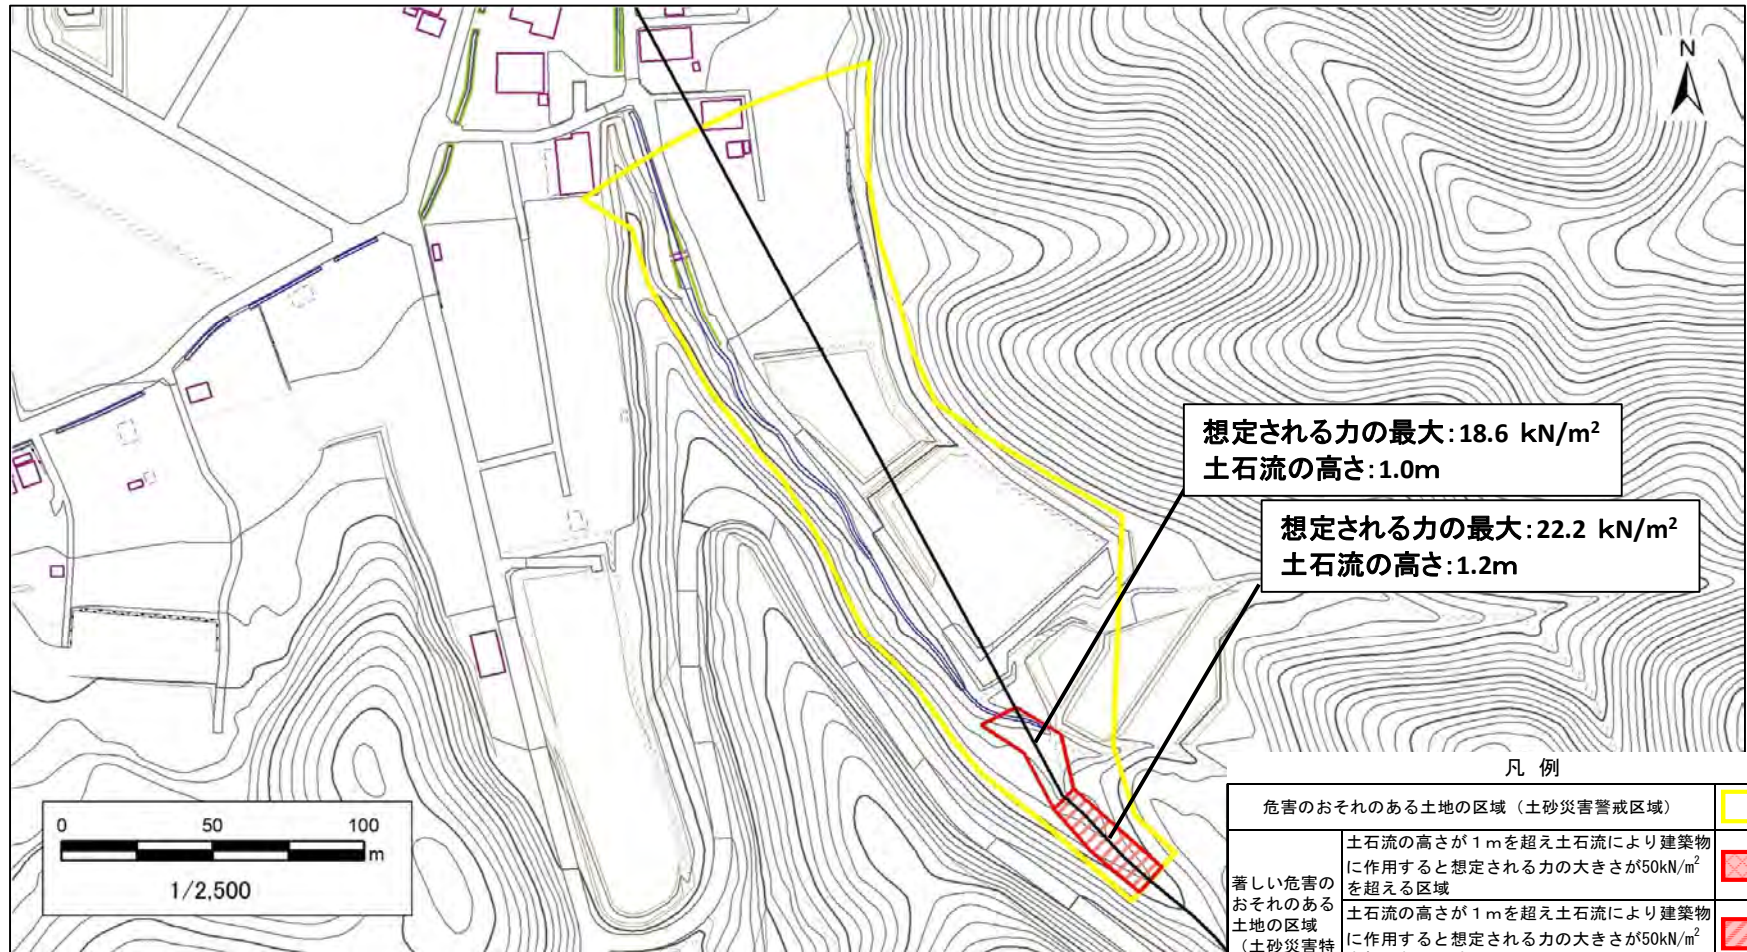 N
想定される力の最大:18.6 kN/m²
土石流の高さ:1.0m
想定される力の最大:22.2 kN/m²
土石流の高さ:1.2m
0 50 100
m
1/2,500
凡 例
危害のおそれのある土地の区域（土砂災害警戒区域）
著しい危害の
おそれのある
土地の区域
（土砂災害特
土石流の高さが1ｍを超え土石流により建築物
に作用すると想定される力の大きさが50kN/m²
を超える区域
土石流の高さが1ｍを超え土石流により建築物
に作用すると想定される力の大きさが50kN/m²